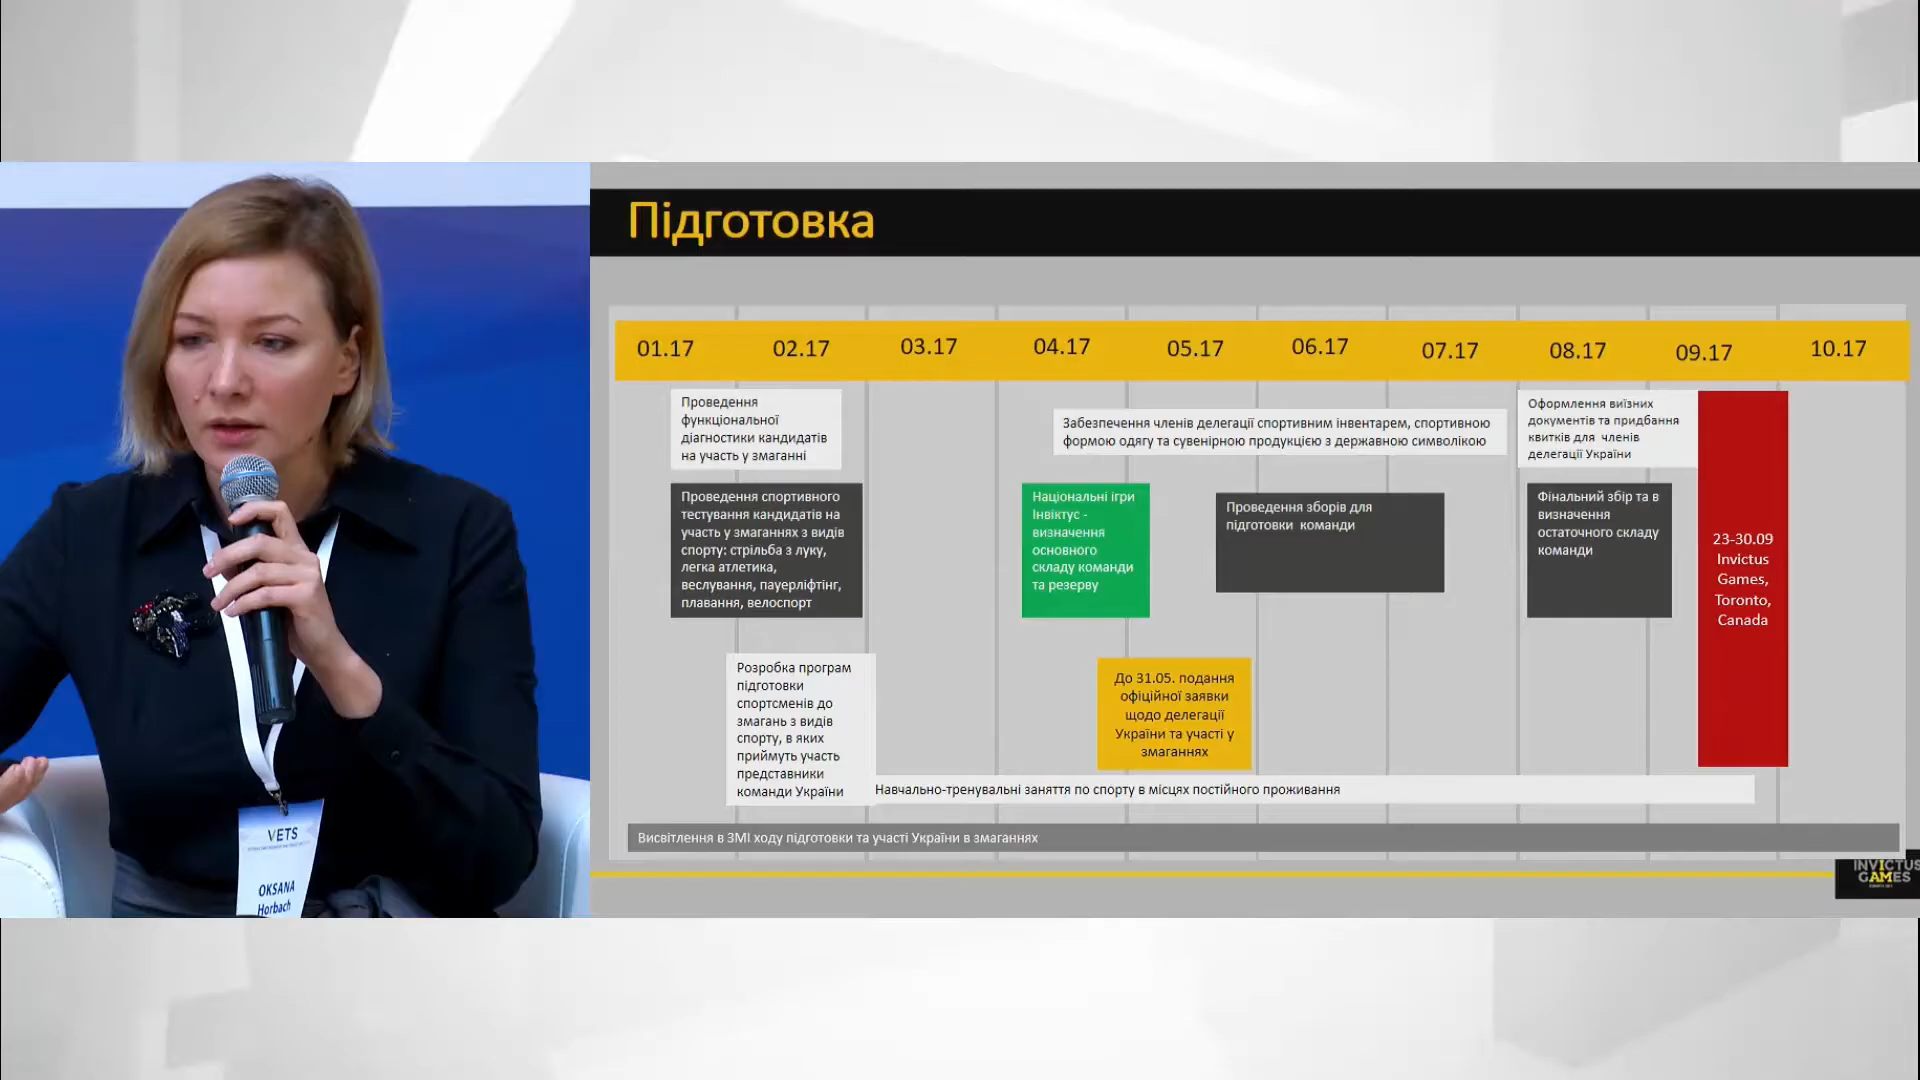 Підготовка
01.17
02.17
03.17
04.17
05.17
06.17
07.17
08.17
09.17
10.17
Проведення
функціональної
діагностики кандидатів
на участь у змаганні
Забезпечення членів делегації спортивним інвентарем, спортивною
формою одягу та сувенірною продукцією з державною символікою
Оформлення виїзних
документів та придбання
квитків для членів
делегації України
Проведення спортивного
тестування кандидатів на
участь у змаганнях з видів
спорту: стрільба з луку,
легка атлетика,
веслування, пауерліфтінг,
плавання, велоспорт
Національні ігри
Інвіктус -
визначення
основного
складу команди
та резерву
Проведення зборів для
підготовки команди
Фінальний збір та в
визначення
остаточного складу
команди
23-30.09
Invictus
Games,
Toronto,
Canada
Розробка програм
підготовки
спортсменів до
змагань з видів
спорту, в яких
приймуть участь
представники
команди України
До 31.05. подання
офіційної заявки
щодо делегації
України та участі у
змаганнях
Навчально-тренувальні заняття по спорту в місцях постійного проживання
Висвітлення в ЗМІ ходу підготовки та участі України в змаганнях
INVICTUS
GAMES
VETS
OKSANA
Horbach